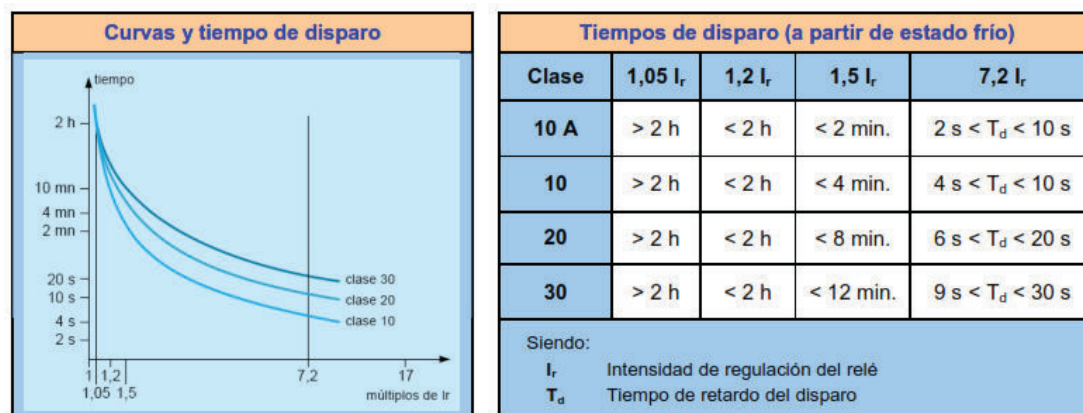 Curvas y tiempo de disparo
tiempo
2 h
10 mn
4 mn
2 mn
20 s
10 s
4 s
2 s
clase 30
clase 20
clase 10
1 1,2 7,2 17
1,05 1,5 múltiplos de Ir
Tiempos de disparo (a partir de estado frío)
Clase 1,05 Ir 1,2 Ir 1,5 Ir 7,2 Ir
10 A > 2 h < 2 h < 2 min. 2 s < Td < 10 s
10 > 2 h < 2 h < 4 min. 4 s < Td < 10 s
20 > 2 h < 2 h < 8 min. 6 s < Td < 20 s
30 > 2 h < 2 h < 12 min. 9 s < Td < 30 s
Siendo:
Ir Intensidad de regulación del relé
Td Tiempo de retardo del disparo